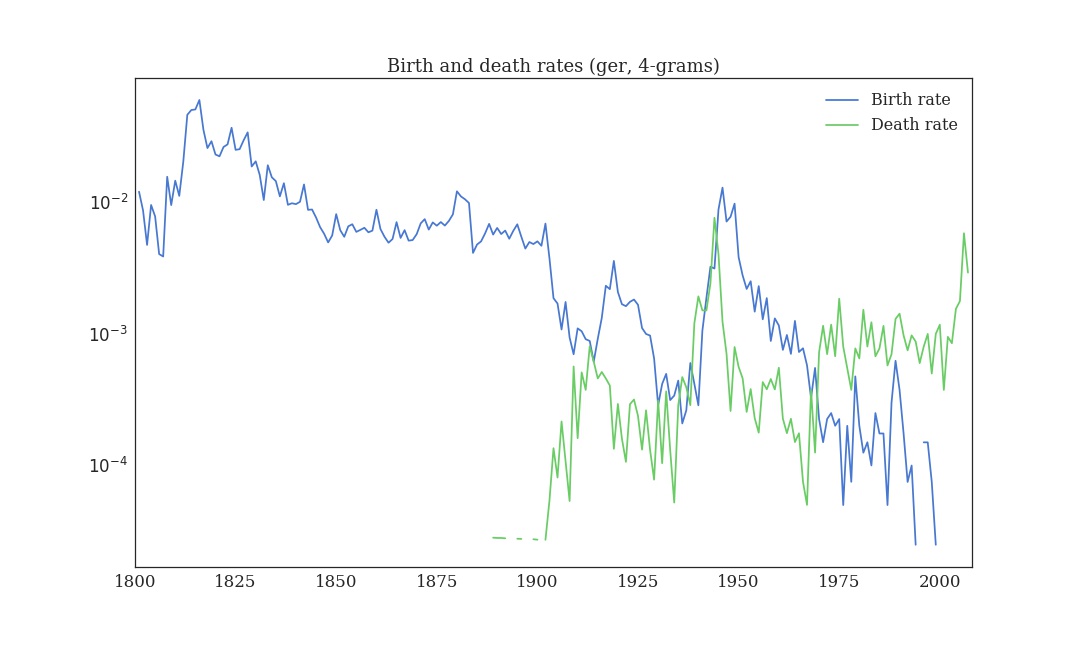 Birth and death rates (ger, 4-grams)
Birth rate
Death rate
10⁻²
10⁻³
10⁻⁴
1800 1825 1850 1875 1900 1925 1950 1975 2000